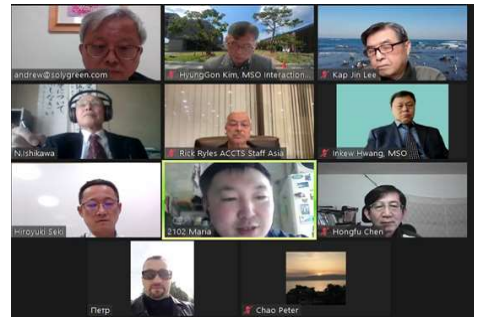 andrew@solygreen.com
HyungGon Kim, MSO Interaction...
Kap Jin Lee
N.Ishikawa
Rick Ryles ACCTS Staff Asia
Inkew Hwang, MSO
Hiroyuki Seki
2102 Maria
Hongfu Chen
Петр
Chao Peter